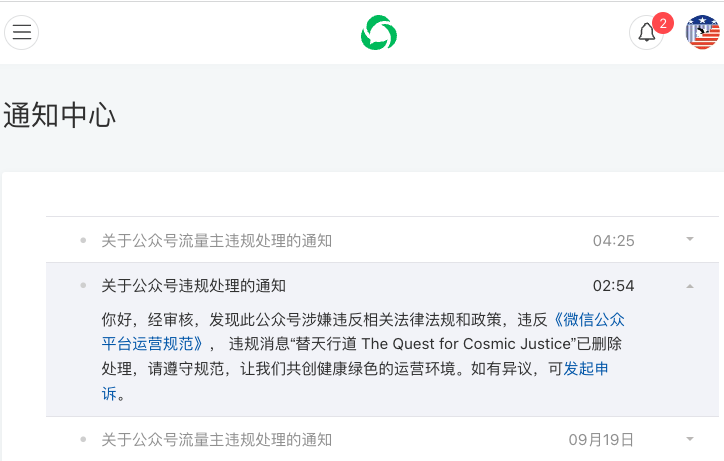 2
通知中心
关于公众号流量主违规处理的通知 04:25
关于公众号违规处理的通知 02:54
你好，经审核，发现此公众号涉嫌违反相关法律法规和政策，违反《微信公众
平台运营规范》， 违规消息“替天行道 The Quest for Cosmic Justice”已删除
处理，请遵守规范，让我们共创健康绿色的运营环境。如有异议，可发起申
诉。
关于公众号流量主违规处理的通知 09月19日